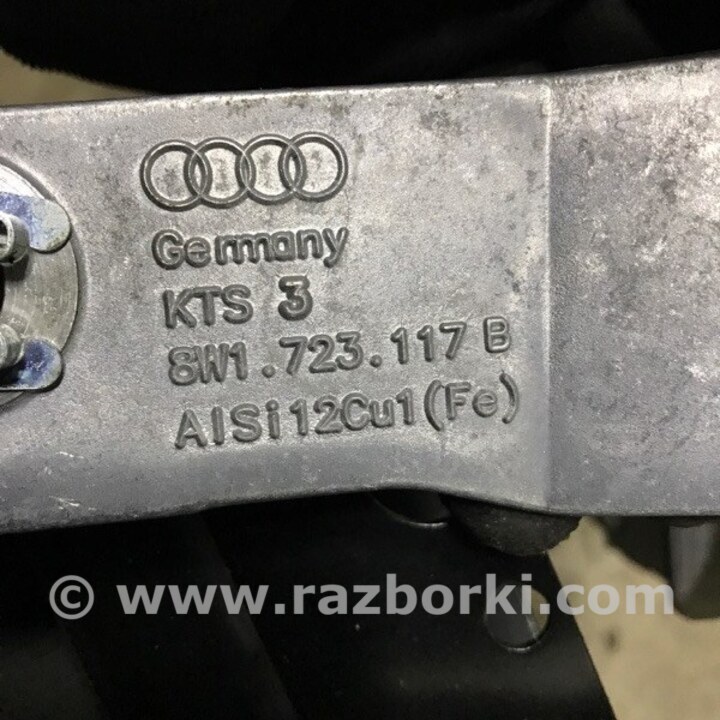 Germany
KTS 3
8W1.723.117 B
AlSi12Cu1(Fe)
© www.razborki.com